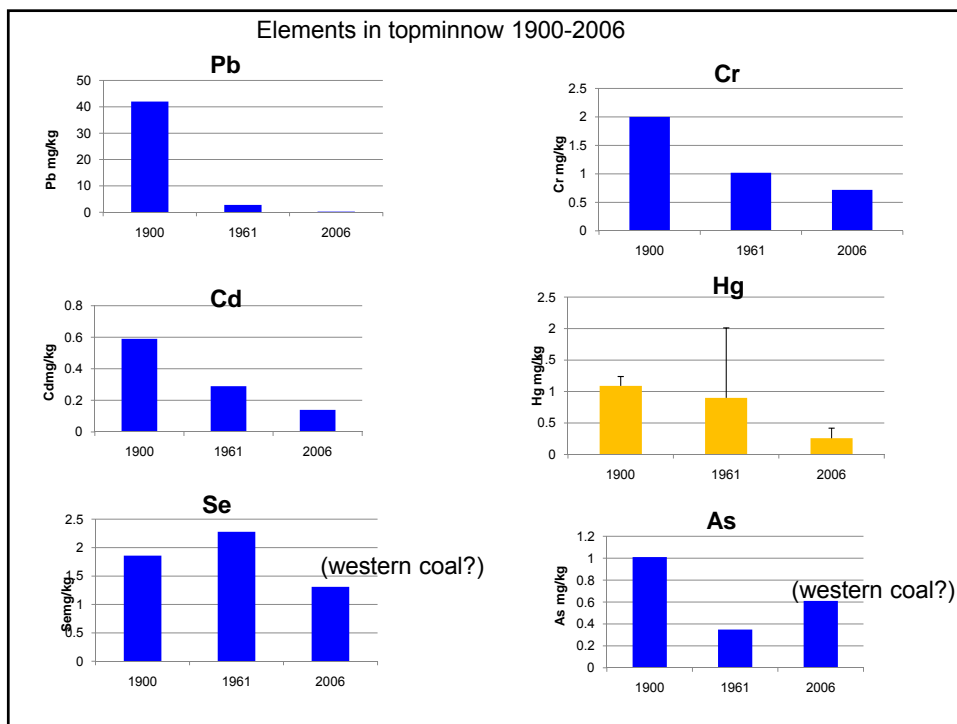 Elements in topminnow 1900-2006
Pb
50
40
30
20
10
0
Pb mg/kg
1900 1961 2006
Cr
2.5
2
1.5
1
0.5
0
Cr mg/kg
1900 1961 2006
Cd
0.8
0.6
0.4
0.2
0
Cdmg/kg
1900 1961 2006
Hg
2.5
2
1.5
1
0.5
0
Hg mg/kg
1900 1961 2006
Se
2.5
2
1.5
1
0.5
0
Semg/kg
(western coal?)
1900 1961 2006
As
1.2
1
0.8
0.6
0.4
0.2
0
As mg/kg
(western coal?)
1900 1961 2006